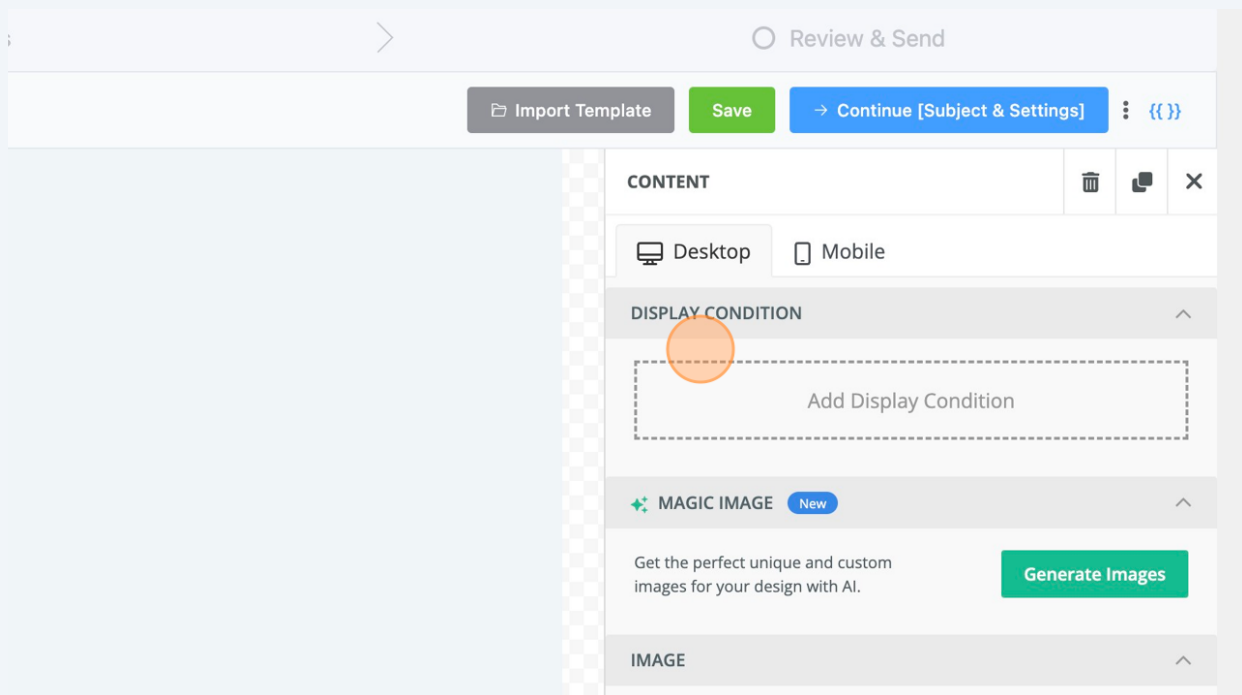 Review & Send
Import Template
Save
Continue [Subject & Settings]
{{ }}
CONTENT
Desktop
Mobile
DISPLAY CONDITION
Add Display Condition
MAGIC IMAGE New
Get the perfect unique and custom
images for your design with AI.
Generate Images
IMAGE